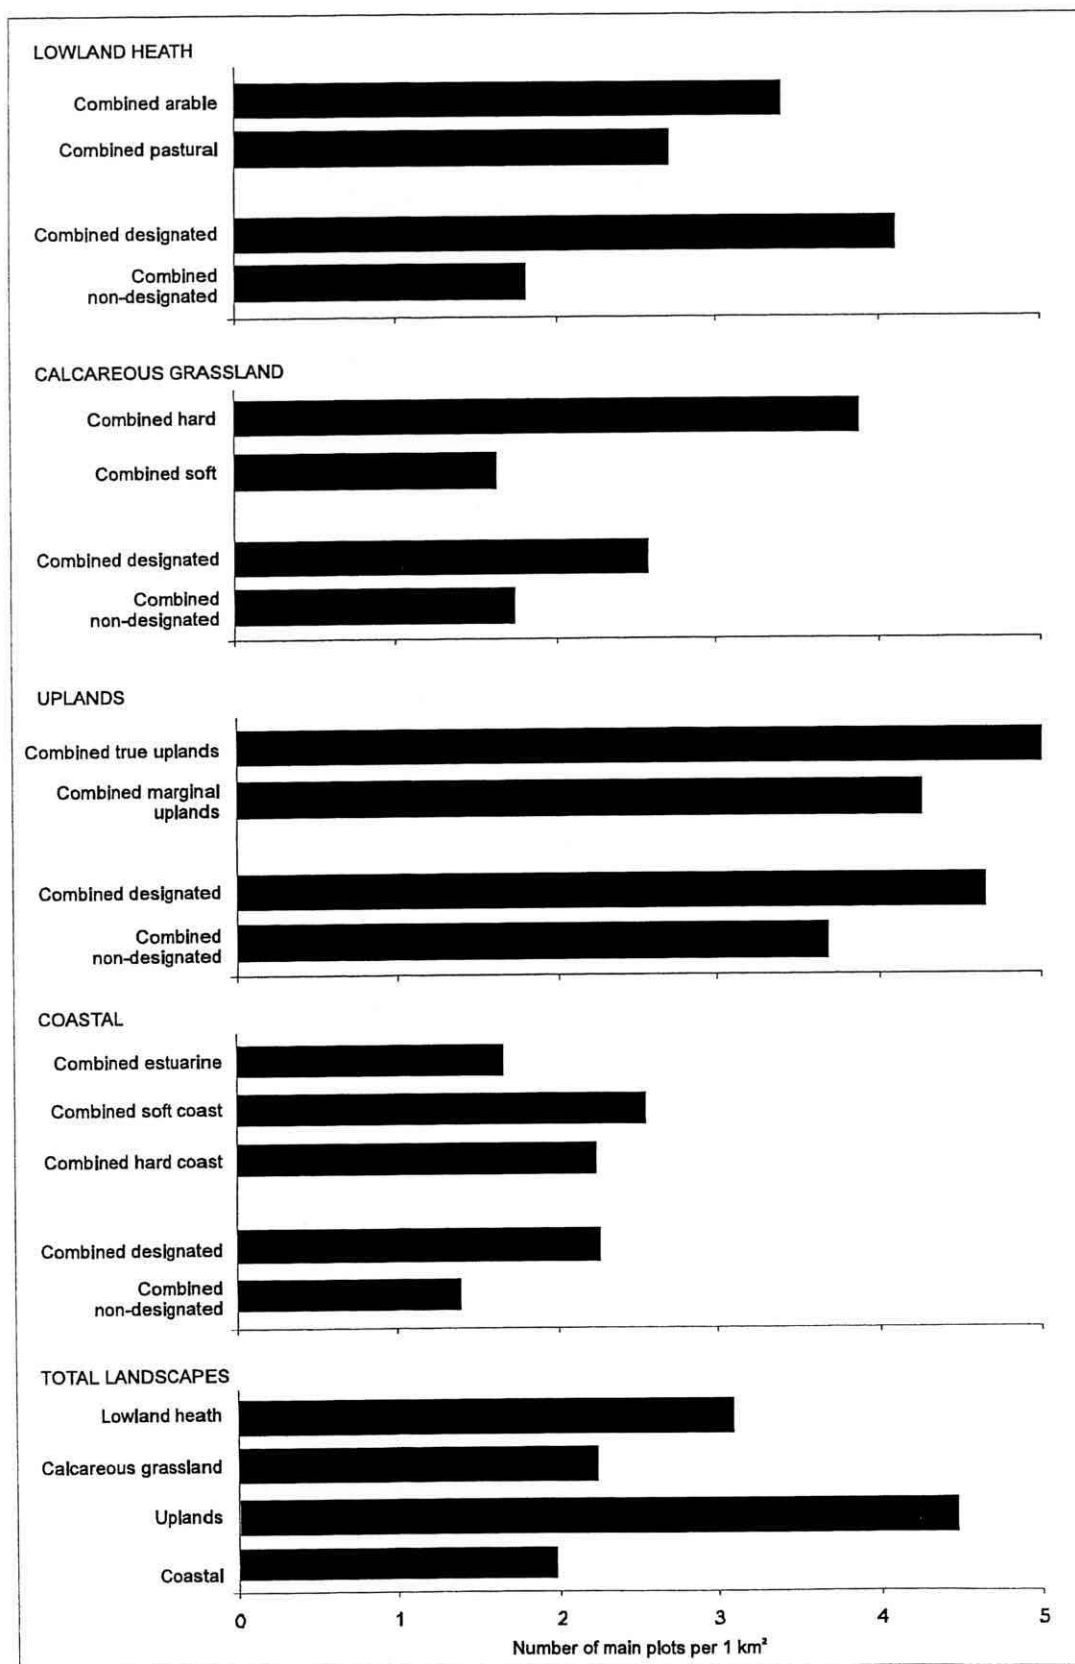 LOWLAND HEATH
Combined arable
Combined pastural
Combined designated
Combined
non-designated
CALCAREOUS GRASSLAND
Combined hard
Combined soft
Combined designated
Combined
non-designated
UPLANDS
Combined true uplands
Combined marginal
uplands
Combined designated
Combined
non-designated
COASTAL
Combined estuarine
Combined soft coast
Combined hard coast
Combined designated
Combined
non-designated
TOTAL LANDSCAPES
Lowland heath
Calcareous grassland
Uplands
Coastal
0 1 2 3 4 5
Number of main plots per 1 km²